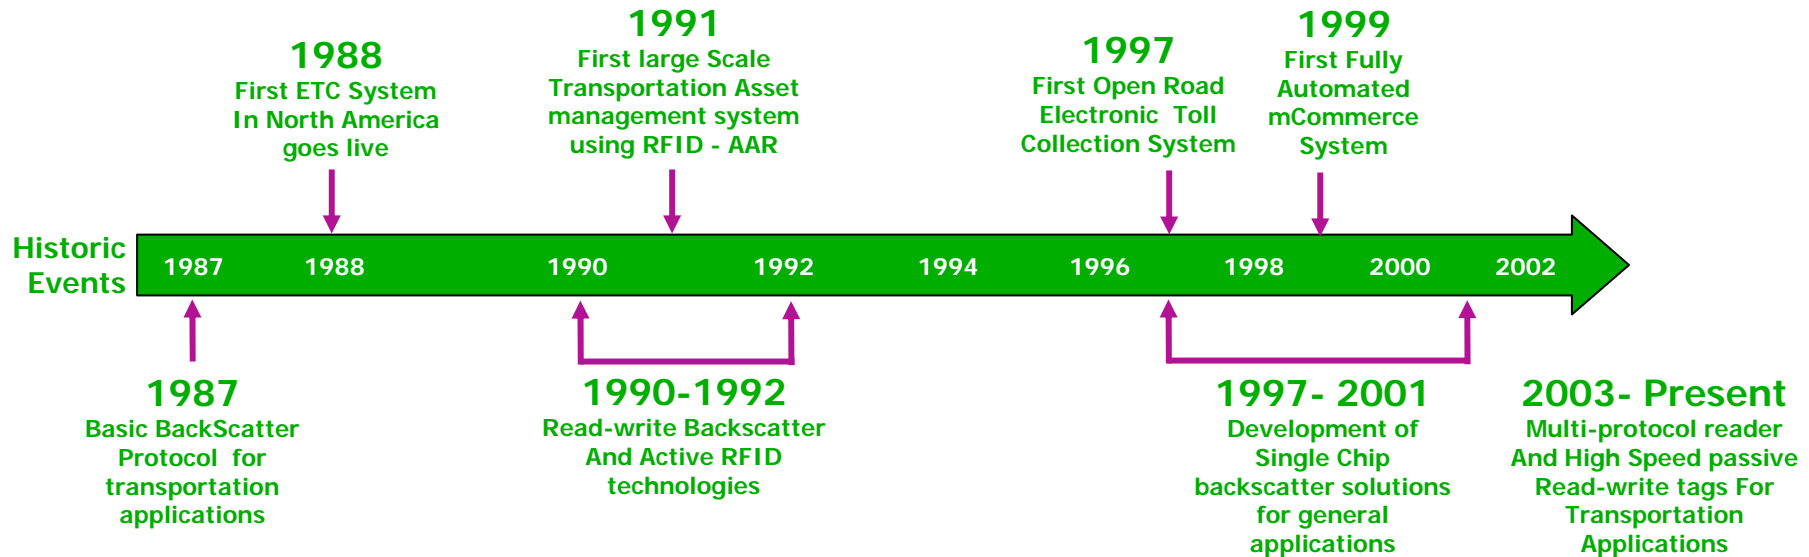 1988
First ETC System
In North America
goes live
1991
First large Scale
Transportation Asset
management system
using RFID - AAR
1997
First Open Road
Electronic Toll
Collection System
1999
First Fully
Automated
mCommerce
System
Historic
Events
1987 1988 1990 1992 1994 1996 1998 2000 2002
1987
Basic BackScatter
Protocol for
transportation
applications
1990-1992
Read-write Backscatter
And Active RFID
technologies
1997- 2001
Development of
Single Chip
backscatter solutions
for general
applications
2003- Present
Multi-protocol reader
And High Speed passive
Read-write tags For
Transportation
Applications